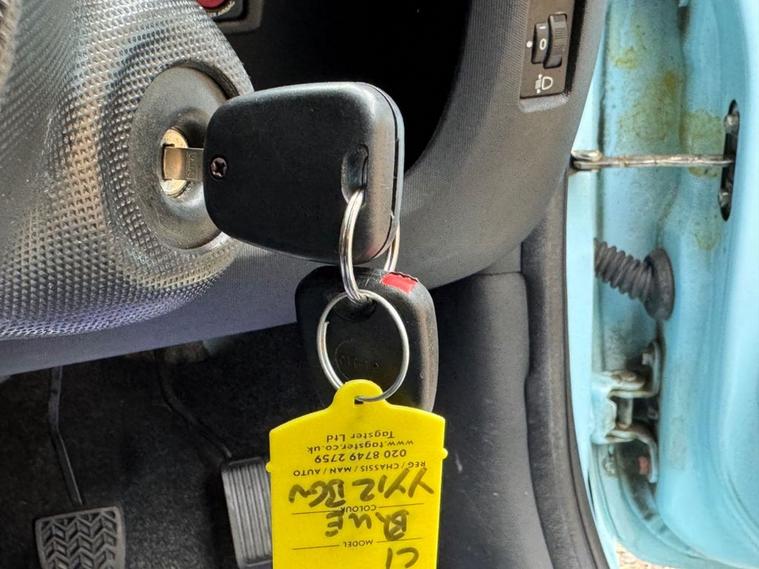 0
C1
MODEL
BLUE
COLOUR
YY12 BGV
REG / CHASSIS / MAN / AUTO
020 8749 2759
www.tagster.co.uk
Tagster Ltd